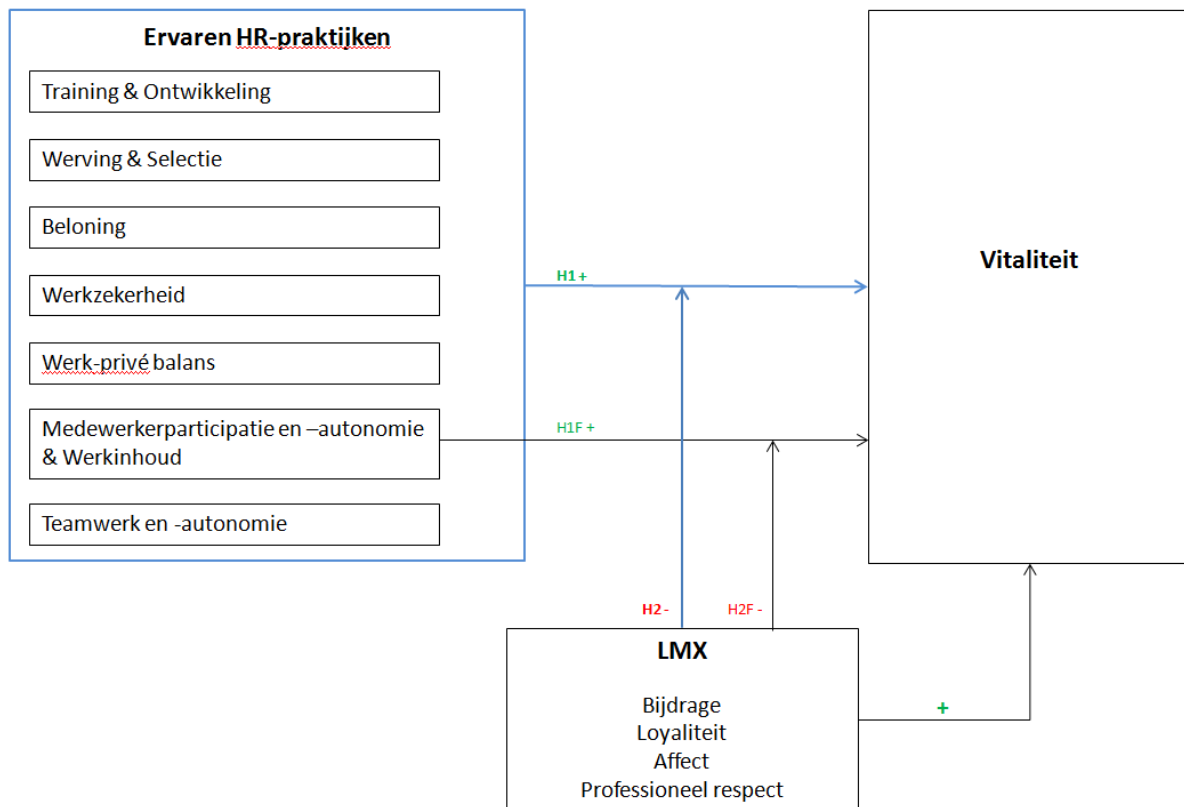 Ervaren HR-praktijken
Training & Ontwikkeling
Werving & Selectie
Beloning
Werkzekerheid
Werk-privé balans
Medewerkerparticipatie en –autonomie
& Werkinhoud
Teamwerk en -autonomie
H1 +
H1F +
Vitaliteit
H2 -
H2F -
LMX
Bijdrage
Loyaliteit
Affect
Professioneel respect
+